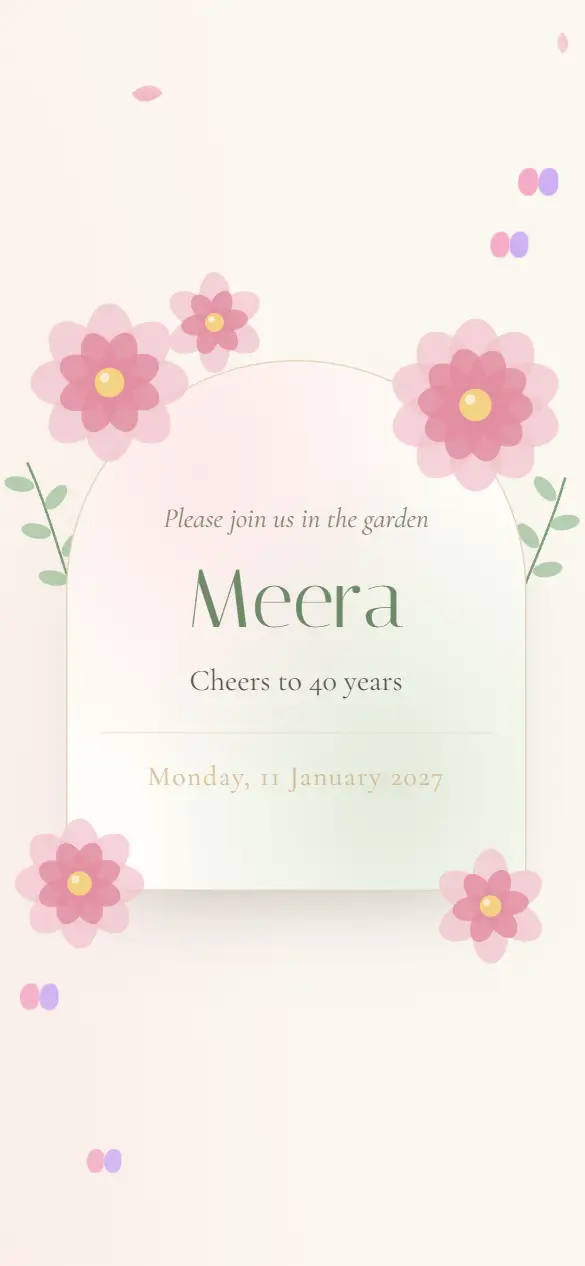 Please join us in the garden
Meera
Cheers to 40 years
Monday, 11 January 2027